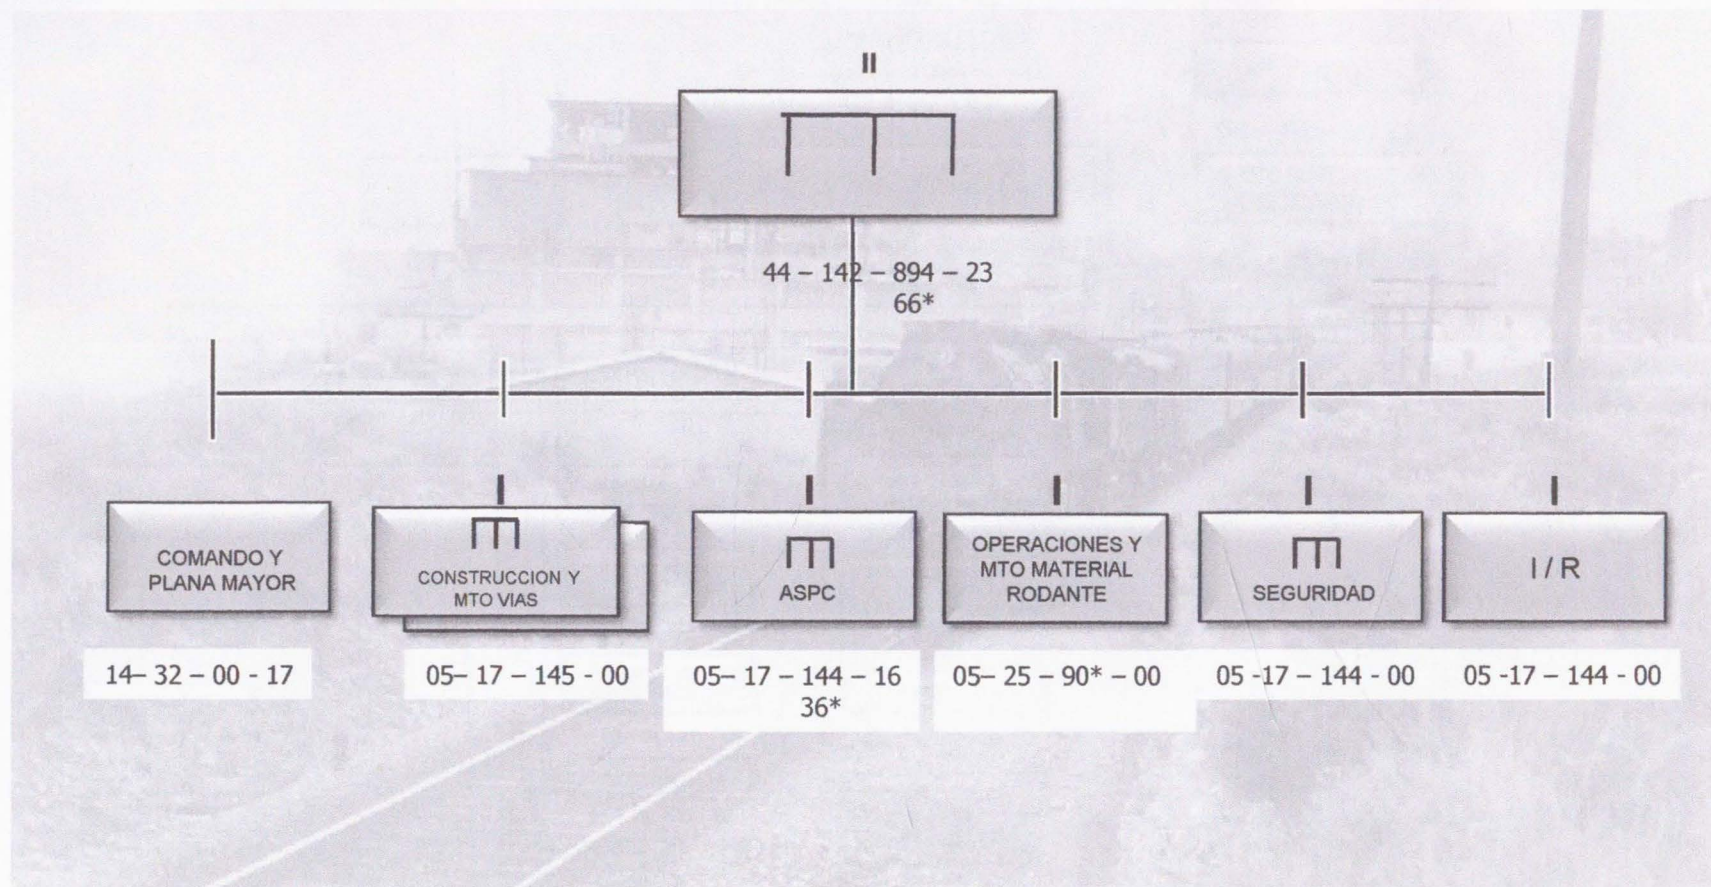 II
44 – 142 – 894 – 23
66*
COMANDO Y
PLANA MAYOR
14– 32 – 00 - 17
I
CONSTRUCCION Y
MTO VIAS
05– 17 – 145 - 00
I
ASPC
05– 17 – 144 – 16
36*
I
OPERACIONES Y
MTO MATERIAL
RODANTE
05– 25 – 90* – 00
I
SEGURIDAD
05 -17 – 144 - 00
I
I / R
05 -17 – 144 - 00